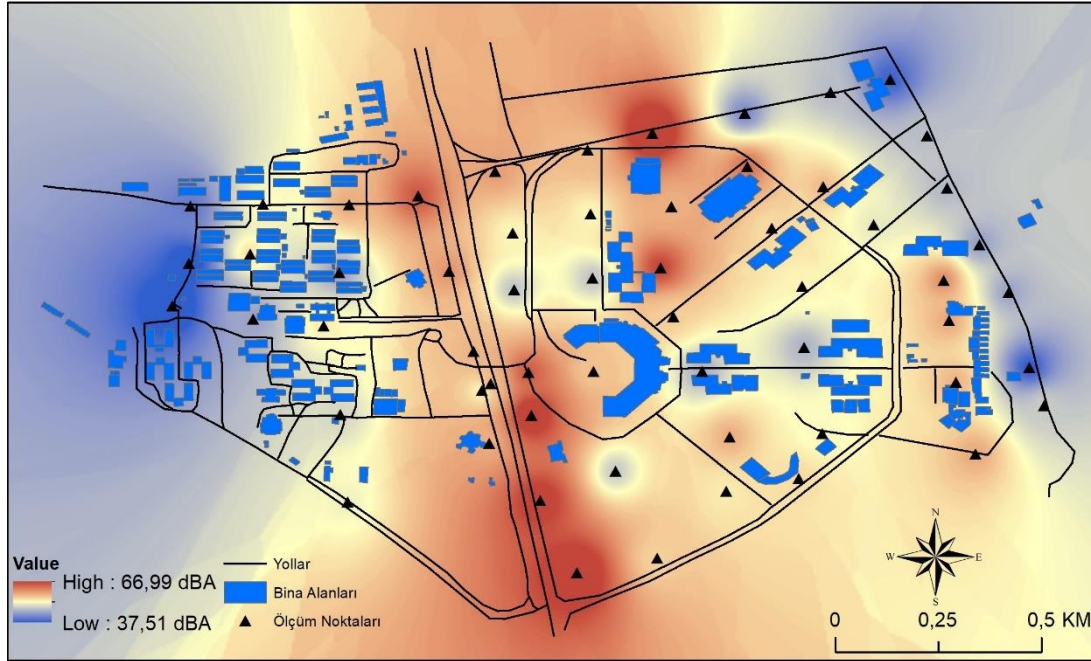 Value
High : 66,99 dBA
Low : 37,51 dBA
Yollar
Bina Alanları
Ölçüm Noktaları
N
W
E
S
0 0,25 0,5 KM